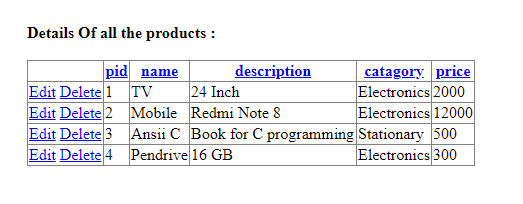 Details Of all the products :
pid name description catagory price
Edit Delete 1 TV 24 Inch Electronics 2000
Edit Delete 2 Mobile Redmi Note 8 Electronics 12000
Edit Delete 3 Ansii C Book for C programming Stationary 500
Edit Delete 4 Pendrive 16 GB Electronics 300